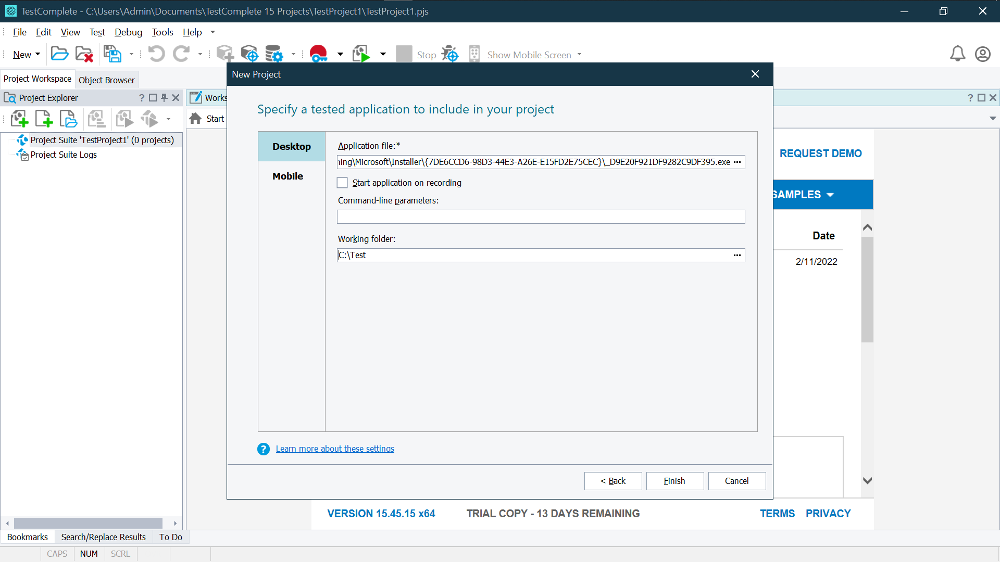 TestComplete - C:\Users\Admin\Documents\TestComplete 15 Projects\TestProject1\TestProject1.pjs
File Edit View Test Debug Tools Help
New Stop Show Mobile Screen
Project Workspace Object Browser
New Project
Project Explorer
?
Works
?
Start
Specify a tested application to include in your project
Project Suite 'TestProject1' (0 projects)
Project Suite Logs
Desktop
Mobile
Application file:*
ning\Microsoft\Installer\{7DE6CCD6-98D3-44E3-A26E-E15FD2E75CEC}\_D9E20F921DF9282C9DF395.exe ...
Start application on recording
Command-line parameters:
Working folder:
C:\Test ...
REQUEST DEMO
SAMPLES
Date
2/11/2022
? Learn more about these settings
< Back Finish Cancel
VERSION 15.45.15 x64 TRIAL COPY - 13 DAYS REMAINING TERMS PRIVACY
Bookmarks Search/Replace Results To Do
CAPS NUM SCRL